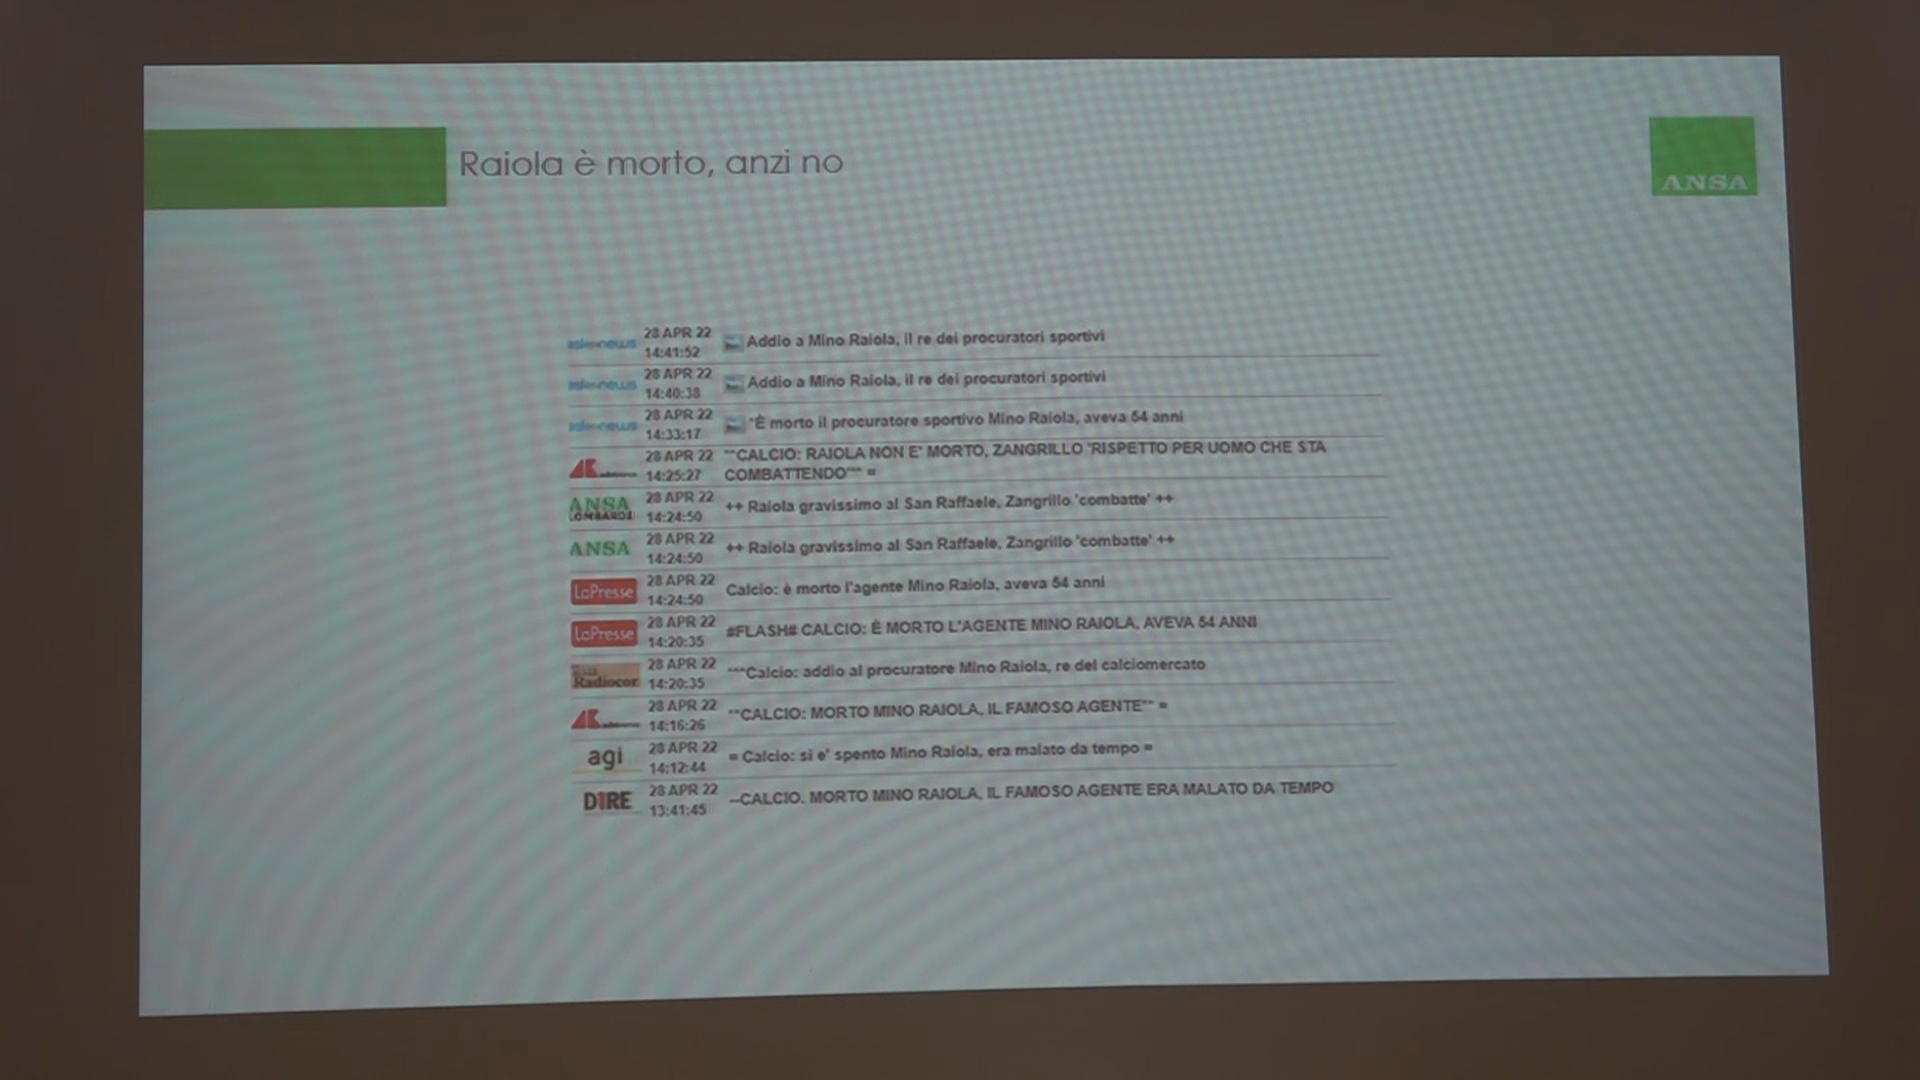 Raiola è morto, anzi no
ANSA
askanews 28 APR 22 14:41:52 Addio a Mino Raiola, il re dei procuratori sportivi
askanews 28 APR 22 14:40:38 Addio a Mino Raiola, il re dei procuratori sportivi
askanews 28 APR 22 14:33:17 *È morto il procuratore sportivo Mino Raiola, aveva 54 anni
28 APR 22 14:25:27 **CALCIO: RAIOLA NON E' MORTO, ZANGRILLO 'RISPETTO PER UOMO CHE STA
COMBATTENDO'** =
ANSA LOMBARDIA 28 APR 22 14:24:50 ++ Raiola gravissimo al San Raffaele, Zangrillo 'combatte' ++
ANSA 28 APR 22 14:24:50 ++ Raiola gravissimo al San Raffaele, Zangrillo 'combatte' ++
LaPresse 28 APR 22 14:24:50 Calcio: è morto l'agente Mino Raiola, aveva 54 anni
LaPresse 28 APR 22 14:20:35 #FLASH# CALCIO: È MORTO L'AGENTE MINO RAIOLA, AVEVA 54 ANNI
Radiocor 28 APR 22 14:20:35 ***Calcio: addio al procuratore Mino Raiola, re del calciomercato
28 APR 22 14:16:26 **CALCIO: MORTO MINO RAIOLA, IL FAMOSO AGENTE** =
agi 28 APR 22 14:12:44 = Calcio: si e' spento Mino Raiola, era malato da tempo =
DIRE 28 APR 22 13:41:45 --CALCIO. MORTO MINO RAIOLA, IL FAMOSO AGENTE ERA MALATO DA TEMPO